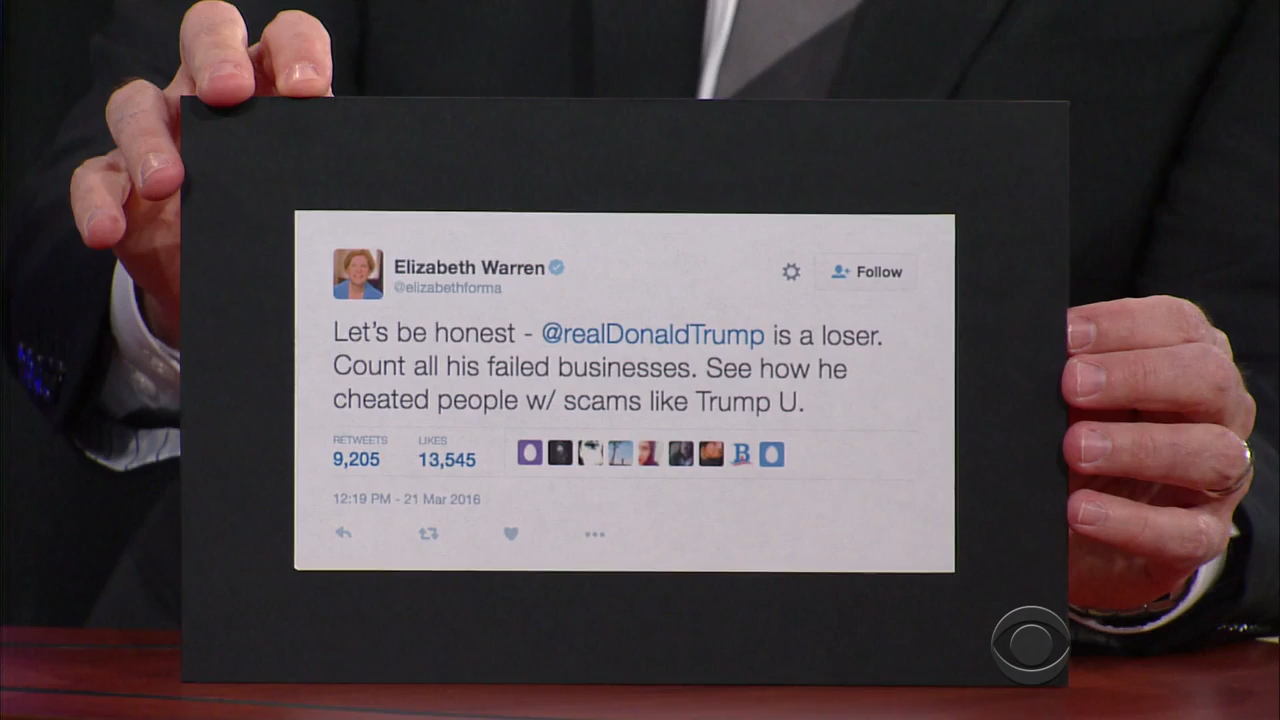 Elizabeth Warren
@elizabethforma
Follow
Let's be honest - @realDonaldTrump is a loser.
Count all his failed businesses. See how he
cheated people w/ scams like Trump U.
RETWEETS LIKES
9,205 13,545
B
12:19 PM - 21 Mar 2016